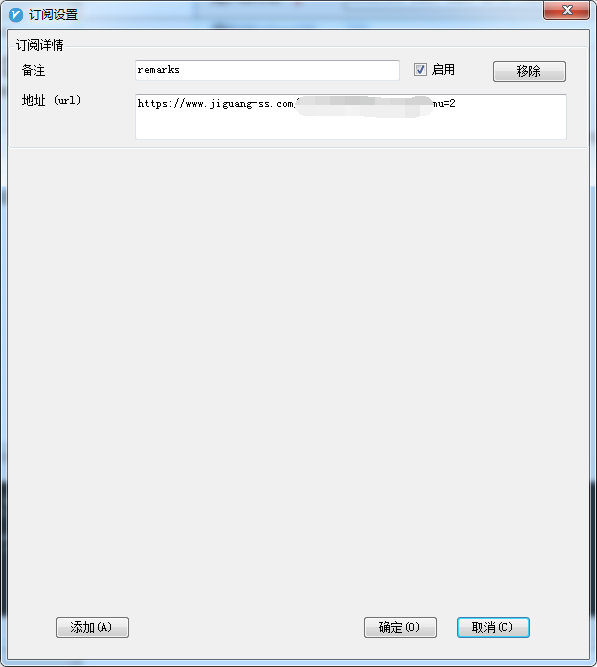 订阅设置
订阅详情
备注 remarks 启用 移除
地址 (url) https://www.jiguang-ss.com/ mu=2
添加(A) 确定(O) 取消(C)